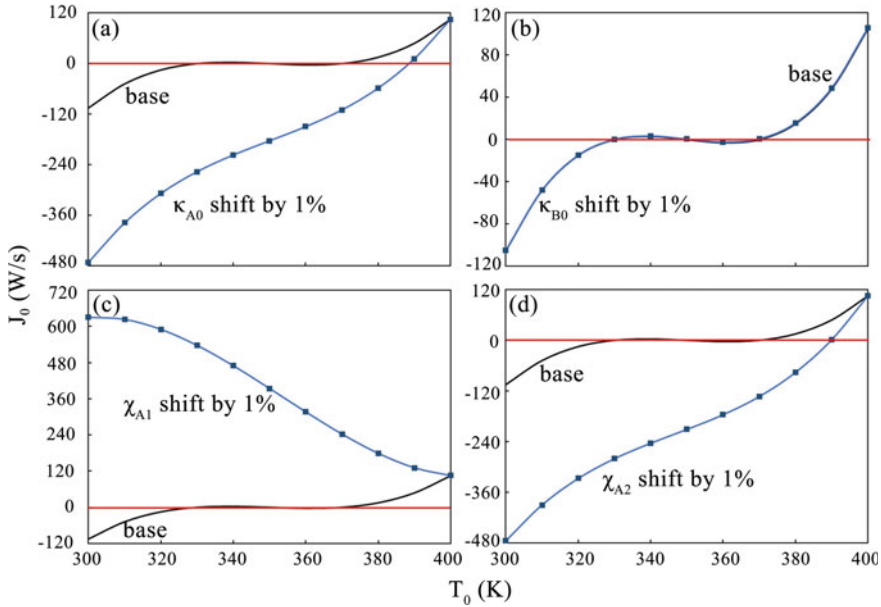 120
0
-120
-240
-360
-480
(a)
base
κA0 shift by 1%
120
80
40
0
-40
-80
-120
(b)
base
κB0 shift by 1%
J0 (W/s)
720
600
480
360
240
120
0
-120
(c)
χA1 shift by 1%
base
300 320 340 360 380 400
120
0
-120
-240
-360
-480
(d)
base
χA2 shift by 1%
300 320 340 360 380 400
T0 (K)